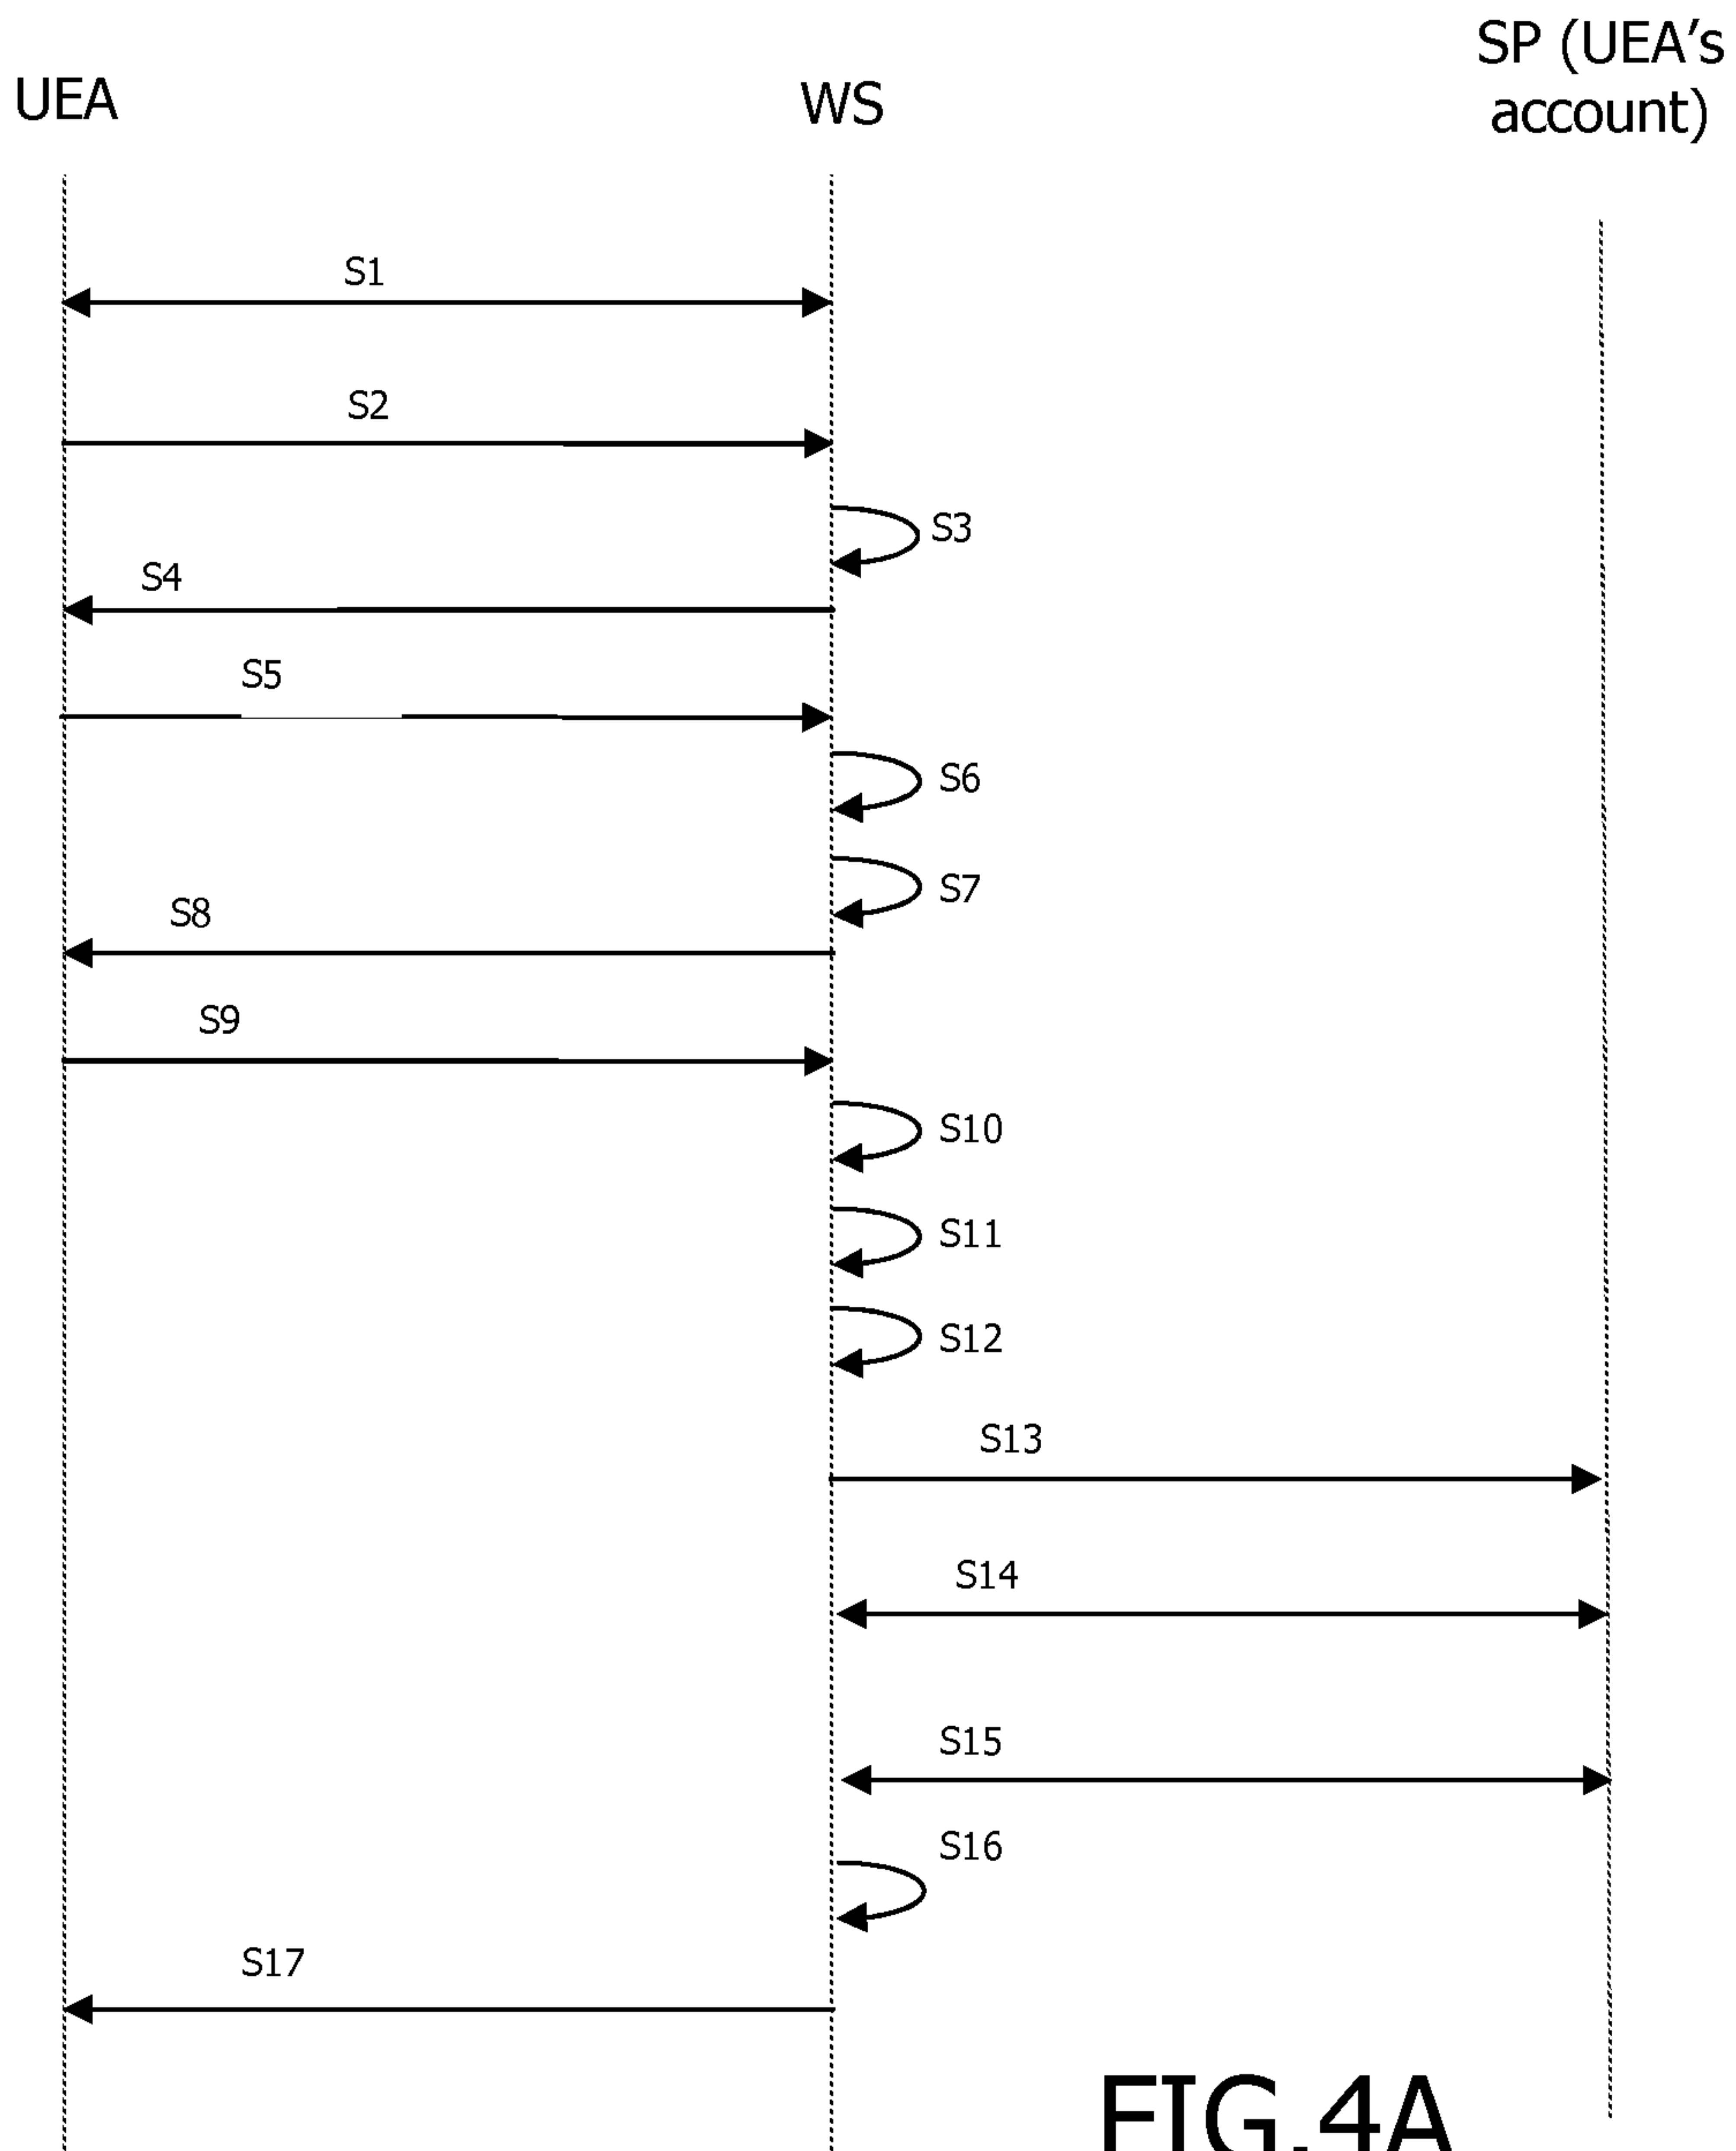 UEA
WS
SP (UEA's
account)
S1
S2
S3
S4
S5
S6
S7
S8
S9
S10
S11
S12
S13
S14
S15
S16
S17
FIG.4A